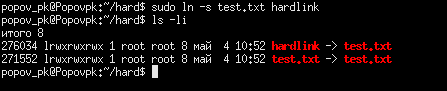 popov_pk@Popovpk:~/hard$ sudo ln -s test.txt hardlink
popov_pk@Popovpk:~/hard$ ls -li
итого 8
276034 lrwxrwxrwx 1 root root 8 май  4 10:52 hardlink -> test.txt
271552 lrwxrwxrwx 1 root root 8 май  4 10:52 test.txt -> test.txt
popov_pk@Popovpk:~/hard$